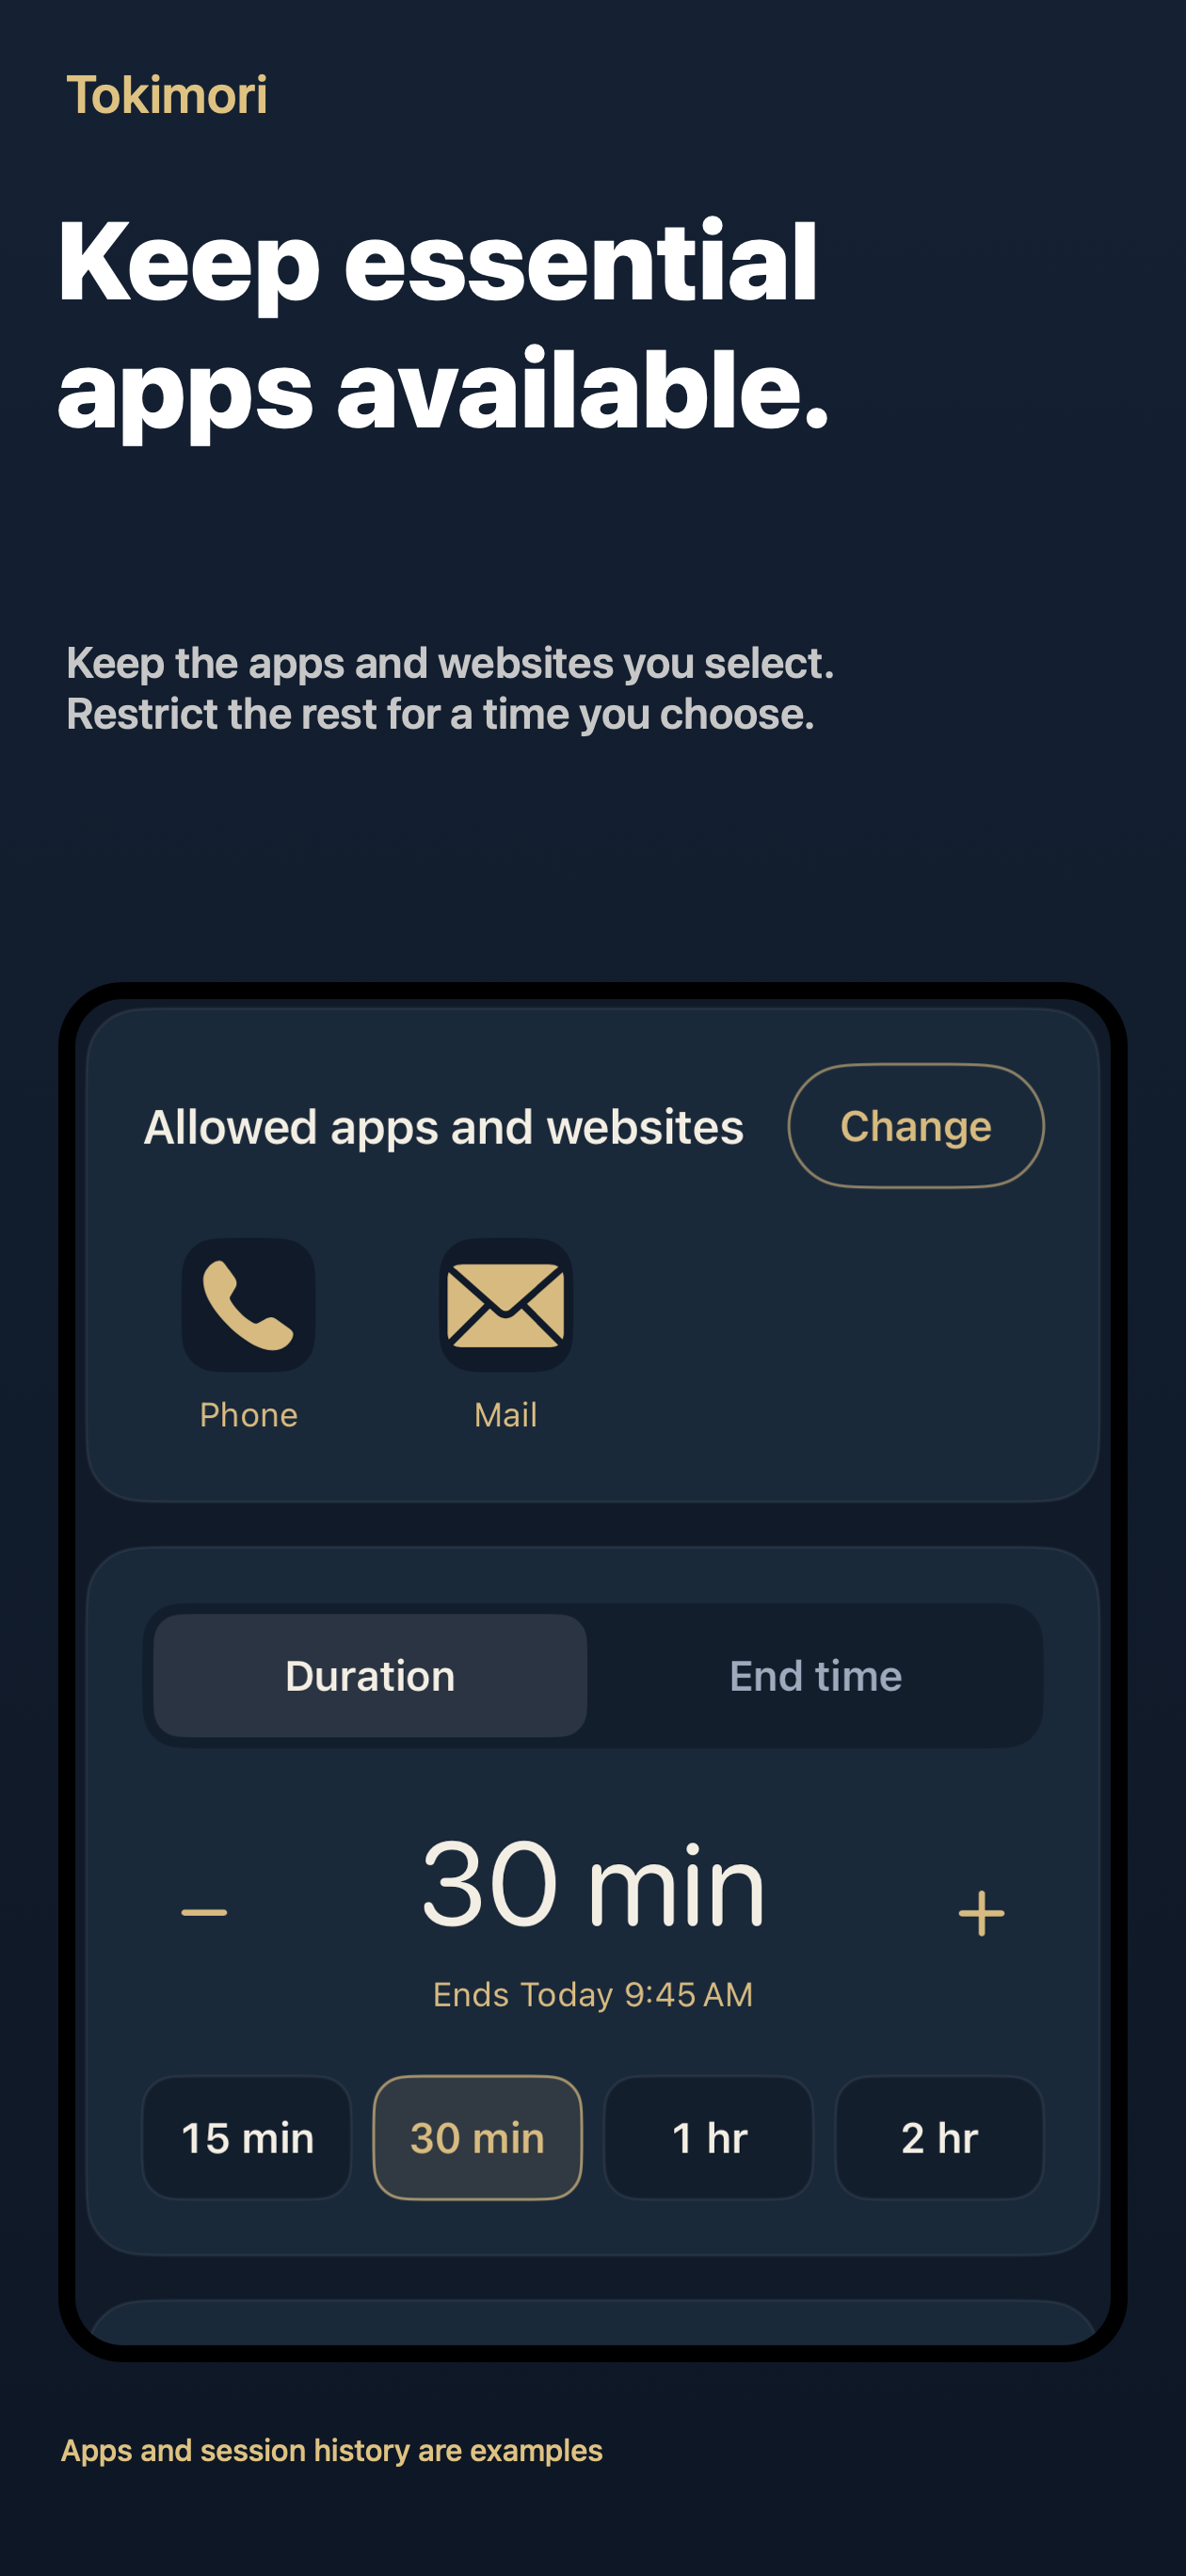 Tokimori
Keep essential
apps available.
Keep the apps and websites you select.
Restrict the rest for a time you choose.
Allowed apps and websites
Change
Phone
Mail
Duration
End time
30 min
Ends Today 9:45 AM
15 min
30 min
1 hr
2 hr
Apps and session history are examples